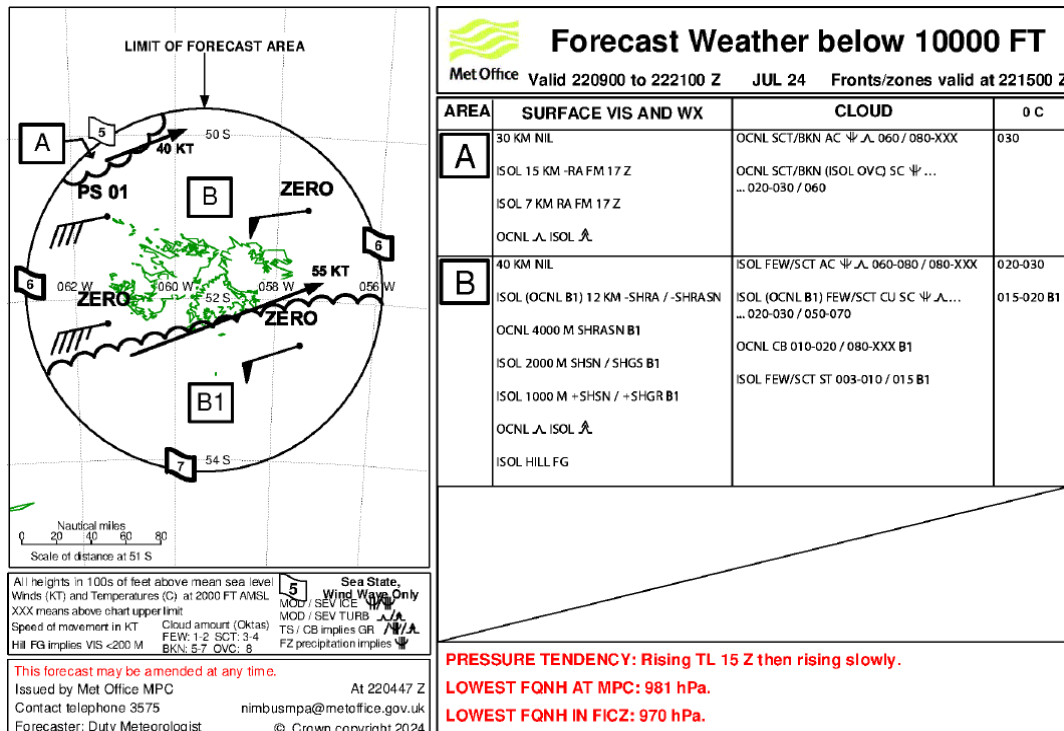 LIMIT OF FORECAST AREA
A
5
50 S
40 KT
PS 01
B
ZERO
6
6
55 KT
062 W
060 W
058 W
056 W
ZERO
52 S
ZERO
B1
7
54 S
Nautical miles
0 20 40 60 80
Scale of distance at 51 S
All heights in 100s of feet above mean sea level
Winds (KT) and Temperatures (C) at 2000 FT AMSL
XXX means above chart upper limit
Speed of movement in KT
Hill FG implies VIS <200 M
Cloud amount (Oktas)
FEW: 1-2 SCT: 3-4
BKN: 5-7 OVC: 8
5
Sea State,
Wind Wave Only
MOD / SEV ICE
MOD / SEV TURB
TS / CB implies GR
FZ precipitation implies
This forecast may be amended at any time.
Issued by Met Office MPC At 220447 Z
Contact telephone 3575 nimbusmpa@metoffice.gov.uk
Forecaster: Duty Meteorologist © Crown copyright 2024
Met Office
Forecast Weather below 10000 FT
Valid 220900 to 222100 Z JUL 24 Fronts/zones valid at 221500 Z
AREA SURFACE VIS AND WX CLOUD 0 C
A
30 KM NIL
ISOL 15 KM -RA FM 17 Z
ISOL 7 KM RA FM 17 Z
OCNL ISOL
OCNL SCT/BKN AC 060 / 080-XXX
OCNL SCT/BKN (ISOL OVC) SC ...
... 020-030 / 060
030
B
40 KM NIL
ISOL (OCNL B1) 12 KM -SHRA / -SHRASN
OCNL 4000 M SHRASN B1
ISOL 2000 M SHSN / SHGS B1
ISOL 1000 M +SHSN / +SHGR B1
OCNL ISOL
ISOL HILL FG
ISOL FEW/SCT AC 060-080 / 080-XXX
ISOL (OCNL B1) FEW/SCT CU SC ...
... 020-030 / 050-070
OCNL CB 010-020 / 080-XXX B1
ISOL FEW/SCT ST 003-010 / 015 B1
020-030
015-020 B1
PRESSURE TENDENCY: Rising TL 15 Z then rising slowly.
LOWEST FQNH AT MPC: 981 hPa.
LOWEST FQNH IN FICZ: 970 hPa.